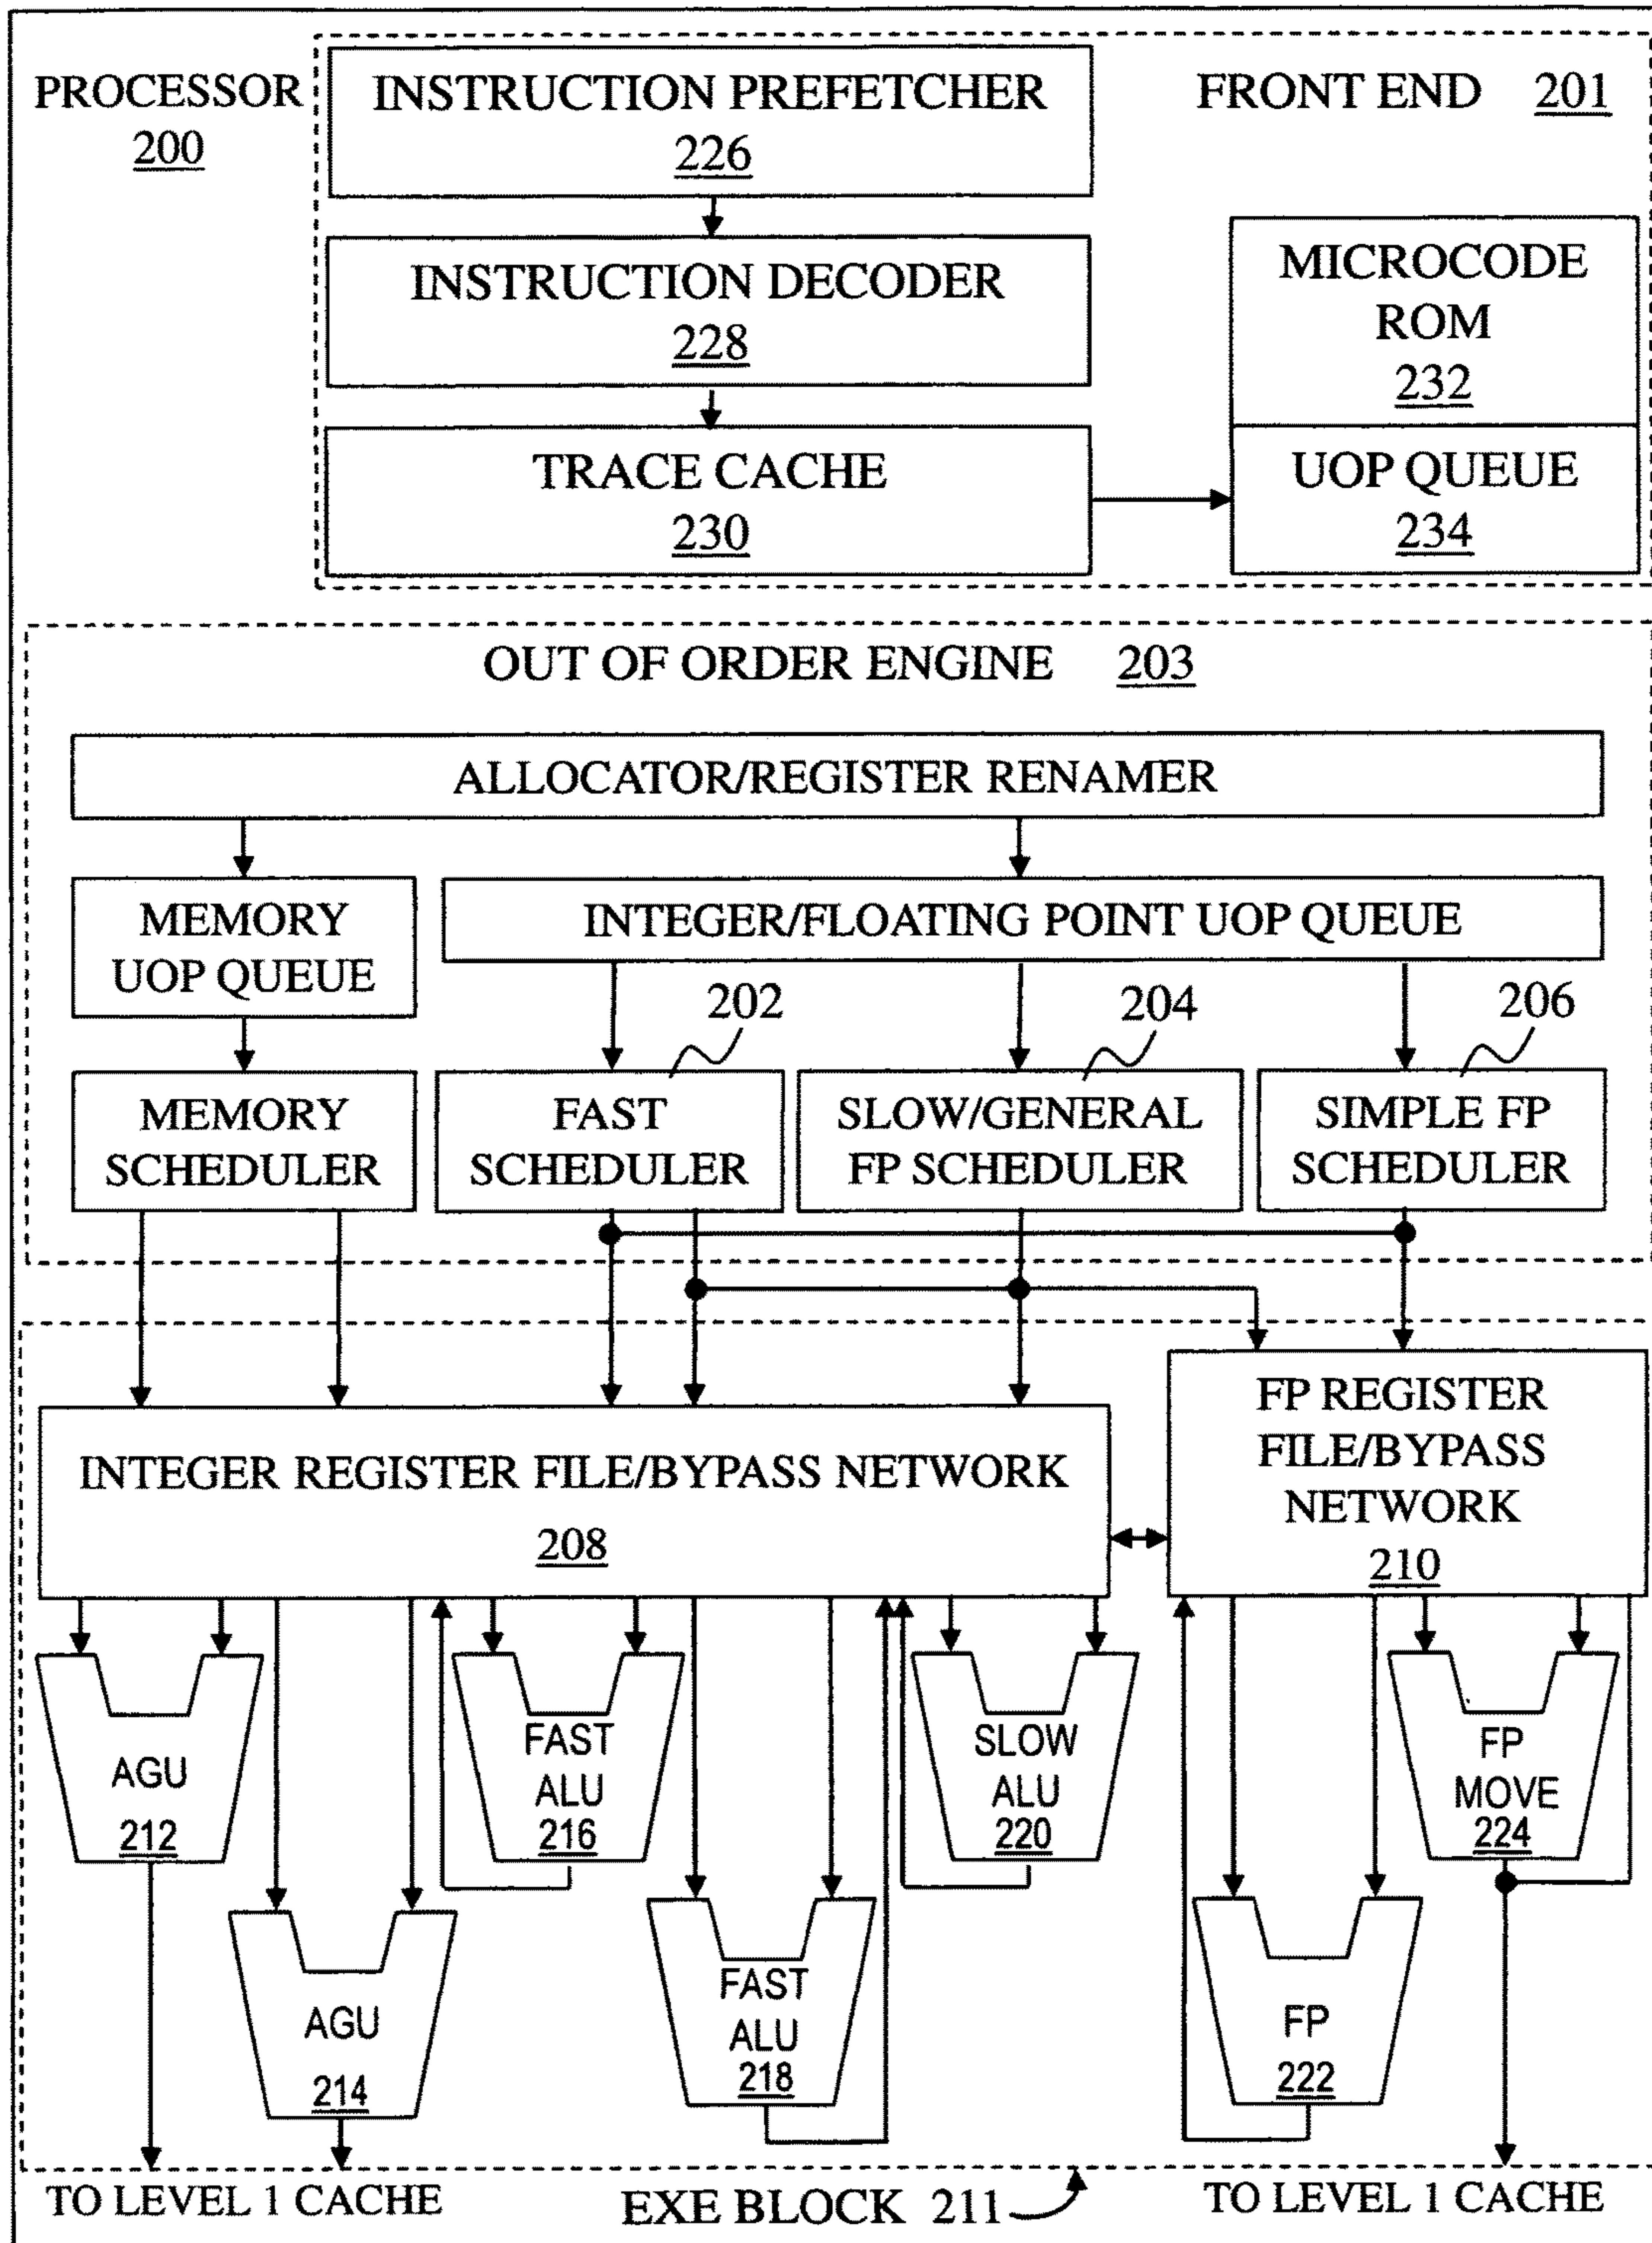 PROCESSOR
200
INSTRUCTION PREFETCHER
226
FRONT END 201
INSTRUCTION DECODER
228
MICROCODE
ROM
232
TRACE CACHE
230
UOP QUEUE
234
OUT OF ORDER ENGINE 203
ALLOCATOR/REGISTER RENAMER
MEMORY
UOP QUEUE
INTEGER/FLOATING POINT UOP QUEUE
202
204
206
MEMORY
SCHEDULER
FAST
SCHEDULER
SLOW/GENERAL
FP SCHEDULER
SIMPLE FP
SCHEDULER
INTEGER REGISTER FILE/BYPASS NETWORK
208
FP REGISTER
FILE/BYPASS
NETWORK
210
AGU
212
FAST
ALU
216
SLOW
ALU
220
FP
MOVE
224
AGU
214
FAST
ALU
218
FP
222
TO LEVEL 1 CACHE
EXE BLOCK 211
TO LEVEL 1 CACHE